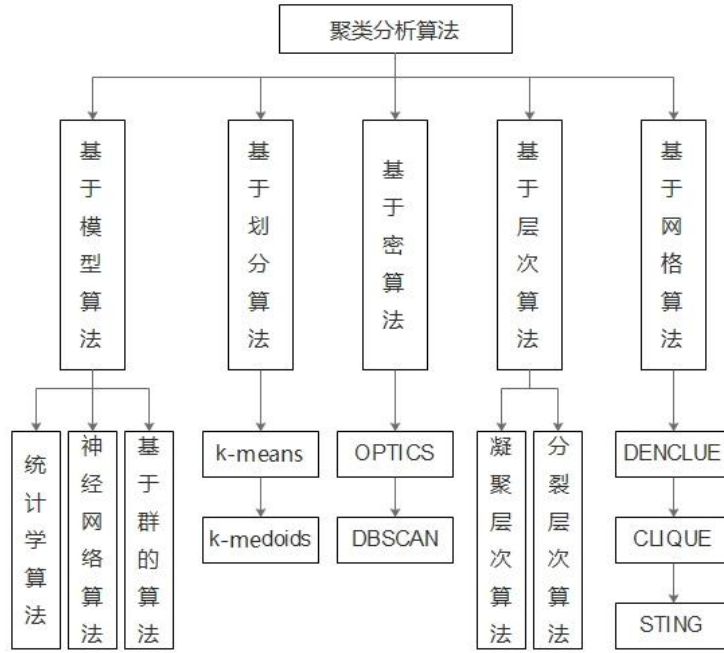 聚类分析算法
基于模型算法
基于划分算法
基于密算法
基于层次算法
基于网格算法
统计学算法
神经网络算法
基于群的算法
k-means
k-medoids
OPTICS
DBSCAN
凝聚层次算法
分裂层次算法
DENCLUE
CLIQUE
STING